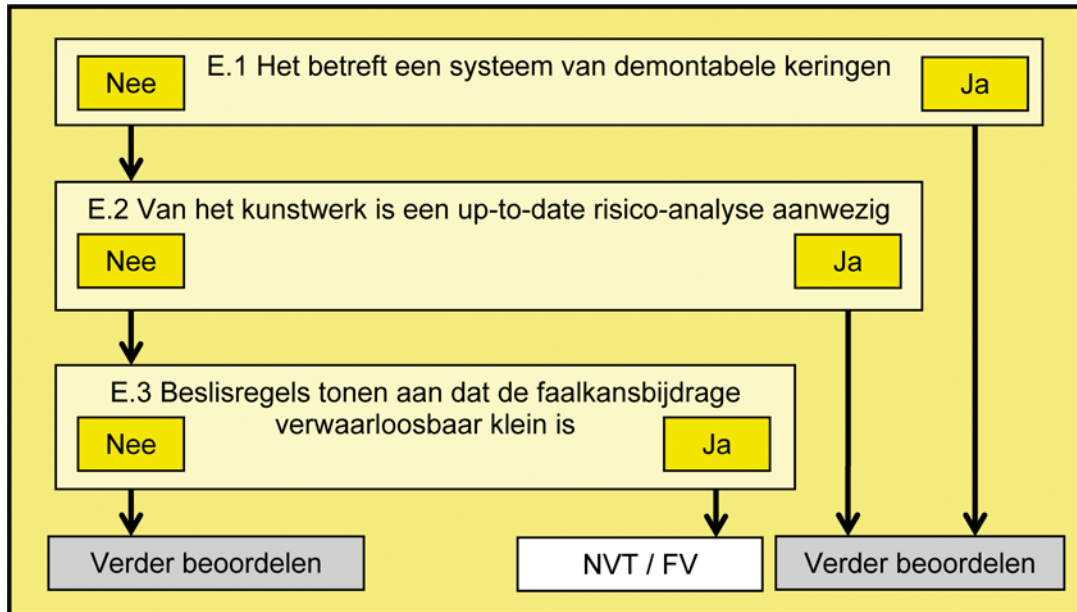 E.1 Het betreft een systeem van demontabele keringen
Nee
Ja
E.2 Van het kunstwerk is een up-to-date risico-analyse aanwezig
Nee
Ja
E.3 Beslisregels tonen aan dat de faalkansbijdrage
verwaarloosbaar klein is
Nee
Ja
Verder beoordelen
NVT / FV
Verder beoordelen